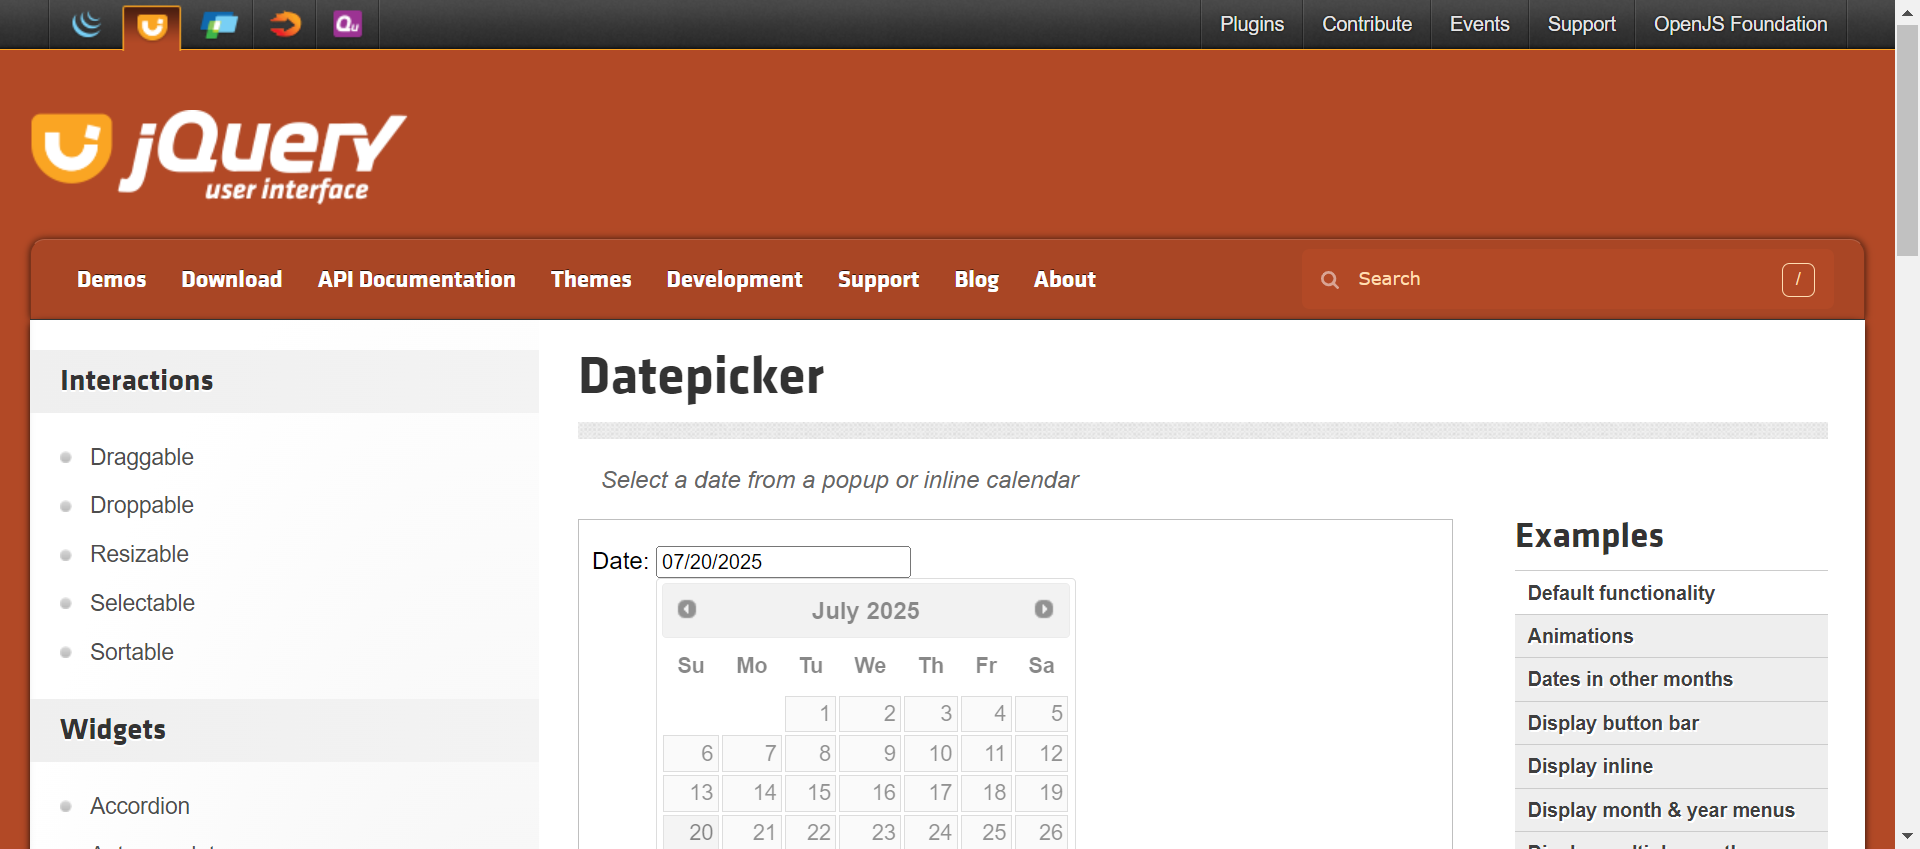 Plugins
Contribute
Events
Support
OpenJS Foundation
Qu
jQuery
user interface
Demos
Download
API Documentation
Themes
Development
Support
Blog
About
Search
/
Interactions
Draggable
Droppable
Resizable
Selectable
Sortable
Widgets
Accordion
Datepicker
Select a date from a popup or inline calendar
Date: 07/20/2025
July 2025
Su Mo Tu We Th Fr Sa
1 2 3 4 5
6 7 8 9 10 11 12
13 14 15 16 17 18 19
20 21 22 23 24 25 26
Examples
Default functionality
Animations
Dates in other months
Display button bar
Display inline
Display month & year menus